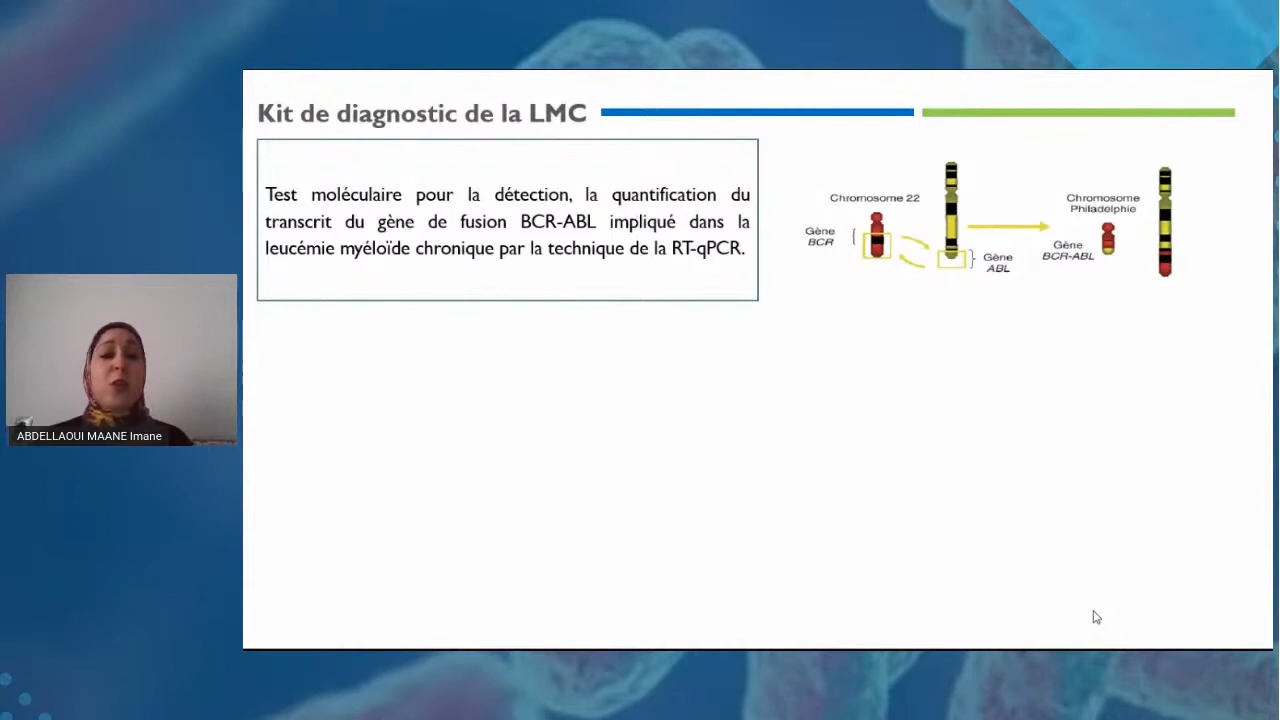 Kit de diagnostic de la LMC
Test moléculaire pour la détection, la quantification du
transcrit du gène de fusion BCR-ABL impliqué dans la
leucémie myéloïde chronique par la technique de la RT-qPCR.
Chromosome 22
Gène
BCR
Gène
ABL
Chromosome
Philadelphie
Gène
BCR-ABL
ABDELLAOUI MAANE Imane